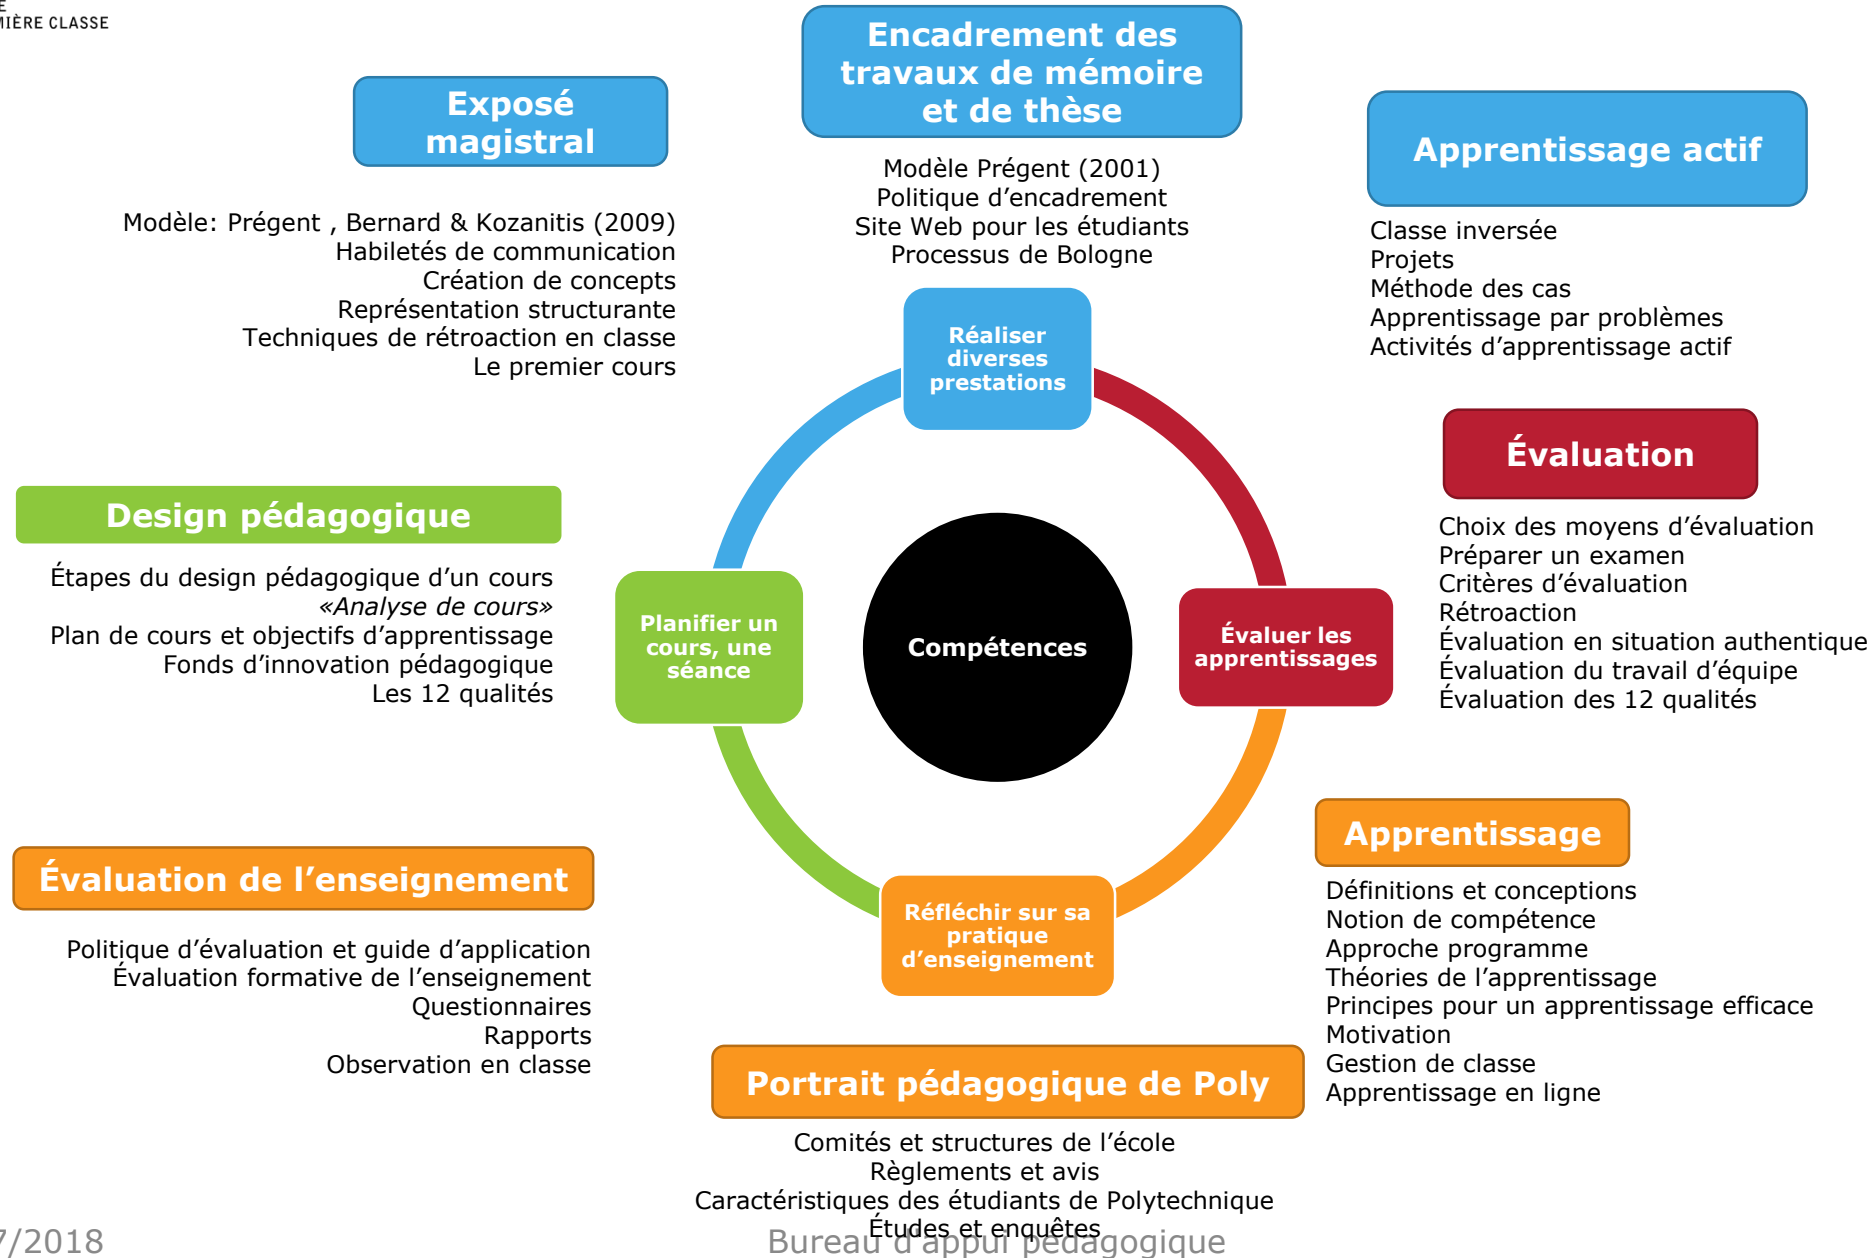 MIÈRE CLASSE
Encadrement des
travaux de mémoire
et de thèse
Modèle Prégent (2001)
Politique d’encadrement
Site Web pour les étudiants
Processus de Bologne
Exposé
magistral
Modèle: Prégent , Bernard & Kozanitis (2009)
Habiletés de communication
Création de concepts
Représentation structurante
Techniques de rétroaction en classe
Le premier cours
Apprentissage actif
Classe inversée
Projets
Méthode des cas
Apprentissage par problèmes
Activités d’apprentissage actif
Réaliser
diverses
prestations
Évaluation
Choix des moyens d’évaluation
Préparer un examen
Critères d’évaluation
Rétroaction
Évaluation en situation authentique
Évaluation du travail d’équipe
Évaluation des 12 qualités
Design pédagogique
Étapes du design pédagogique d’un cours
«Analyse de cours»
Plan de cours et objectifs d’apprentissage
Fonds d’innovation pédagogique
Les 12 qualités
Planifier un
cours, une
séance
Compétences
Évaluer les
apprentissages
Apprentissage
Définitions et conceptions
Notion de compétence
Approche programme
Théories de l’apprentissage
Principes pour un apprentissage efficace
Motivation
Gestion de classe
Apprentissage en ligne
Évaluation de l’enseignement
Politique d’évaluation et guide d’application
Évaluation formative de l’enseignement
Questionnaires
Rapports
Observation en classe
Réfléchir sur sa
pratique
d’enseignement
Portrait pédagogique de Poly
Comités et structures de l’école
Règlements et avis
Caractéristiques des étudiants de Polytechnique
Études et enquêtes
7/2018
Bureau d’appui pédagogique